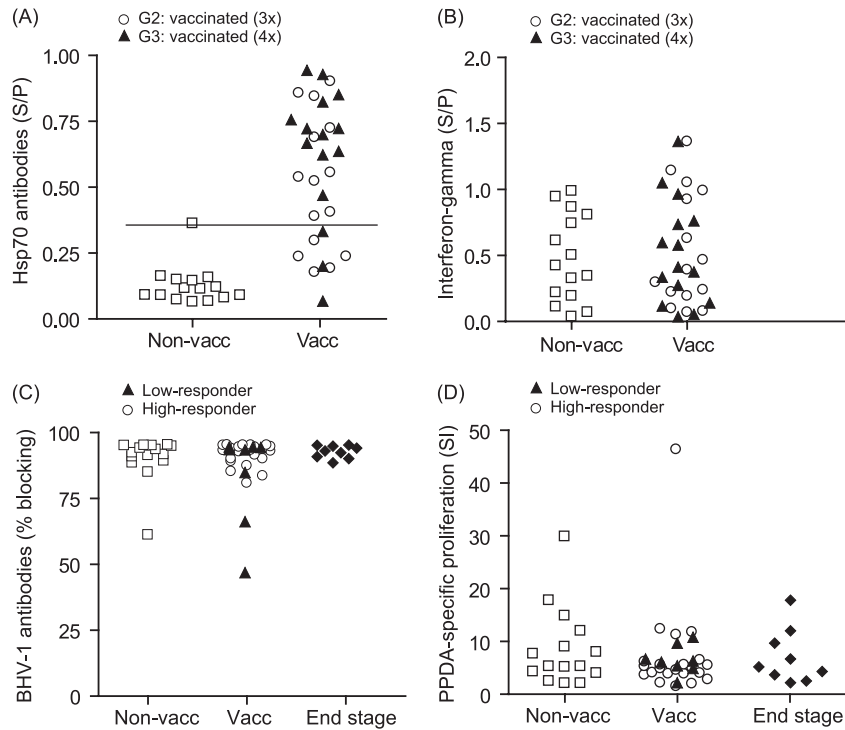 (A)
G2: vaccinated (3x)
G3: vaccinated (4x)
Hsp70 antibodies (S/P)
1.00
0.75
0.50
0.25
0.00
Non-vacc Vacc
(B)
G2: vaccinated (3x)
G3: vaccinated (4x)
Interferon-gamma (S/P)
2.0
1.5
1.0
0.5
0.0
Non-vacc Vacc
(C)
Low-responder
High-responder
BHV-1 antibodies (% blocking)
100
75
50
25
0
Non-vacc Vacc End stage
(D)
Low-responder
High-responder
PPDA-specific proliferation (SI)
50
40
30
20
10
0
Non-vacc Vacc End stage